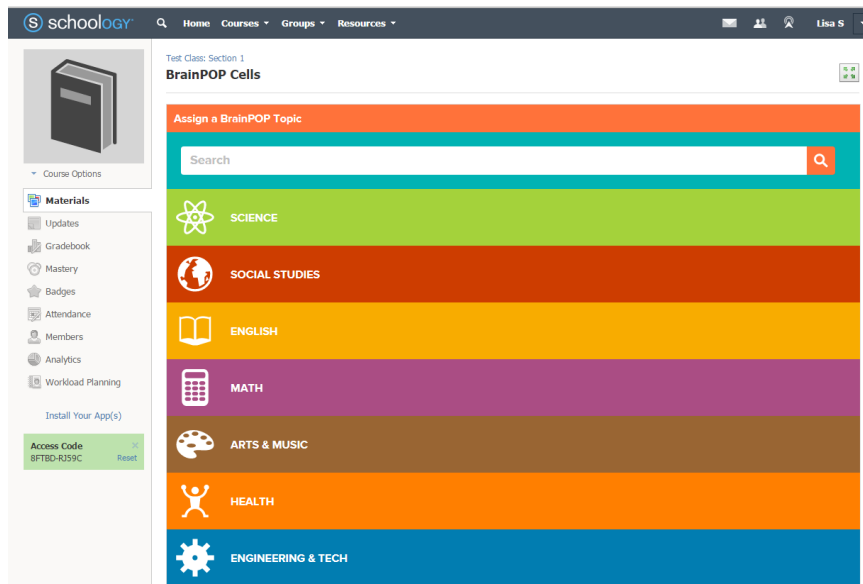 S schoology Home Courses Groups Resources Lisa S
Test Class: Section 1
BrainPOP Cells
Assign a BrainPOP Topic
Search
Course Options
Materials
Updates
Gradebook
Mastery
Badges
Attendance
Members
Analytics
Workload Planning
Install Your App(s)
Access Code
8FTBD-RJ59C Reset
SCIENCE
SOCIAL STUDIES
ENGLISH
MATH
ARTS & MUSIC
HEALTH
ENGINEERING & TECH